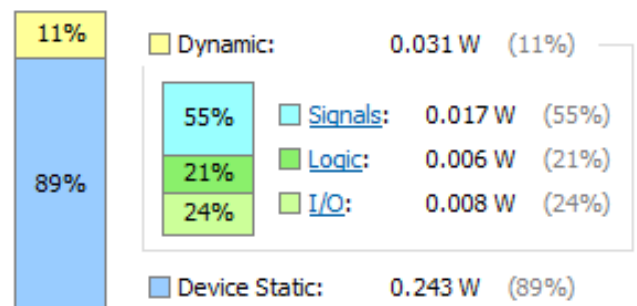 11%
Dynamic: 0.031 W (11%)
55% Signals: 0.017 W (55%)
21% Logic: 0.006 W (21%)
24% I/O: 0.008 W (24%)
89%
Device Static: 0.243 W (89%)